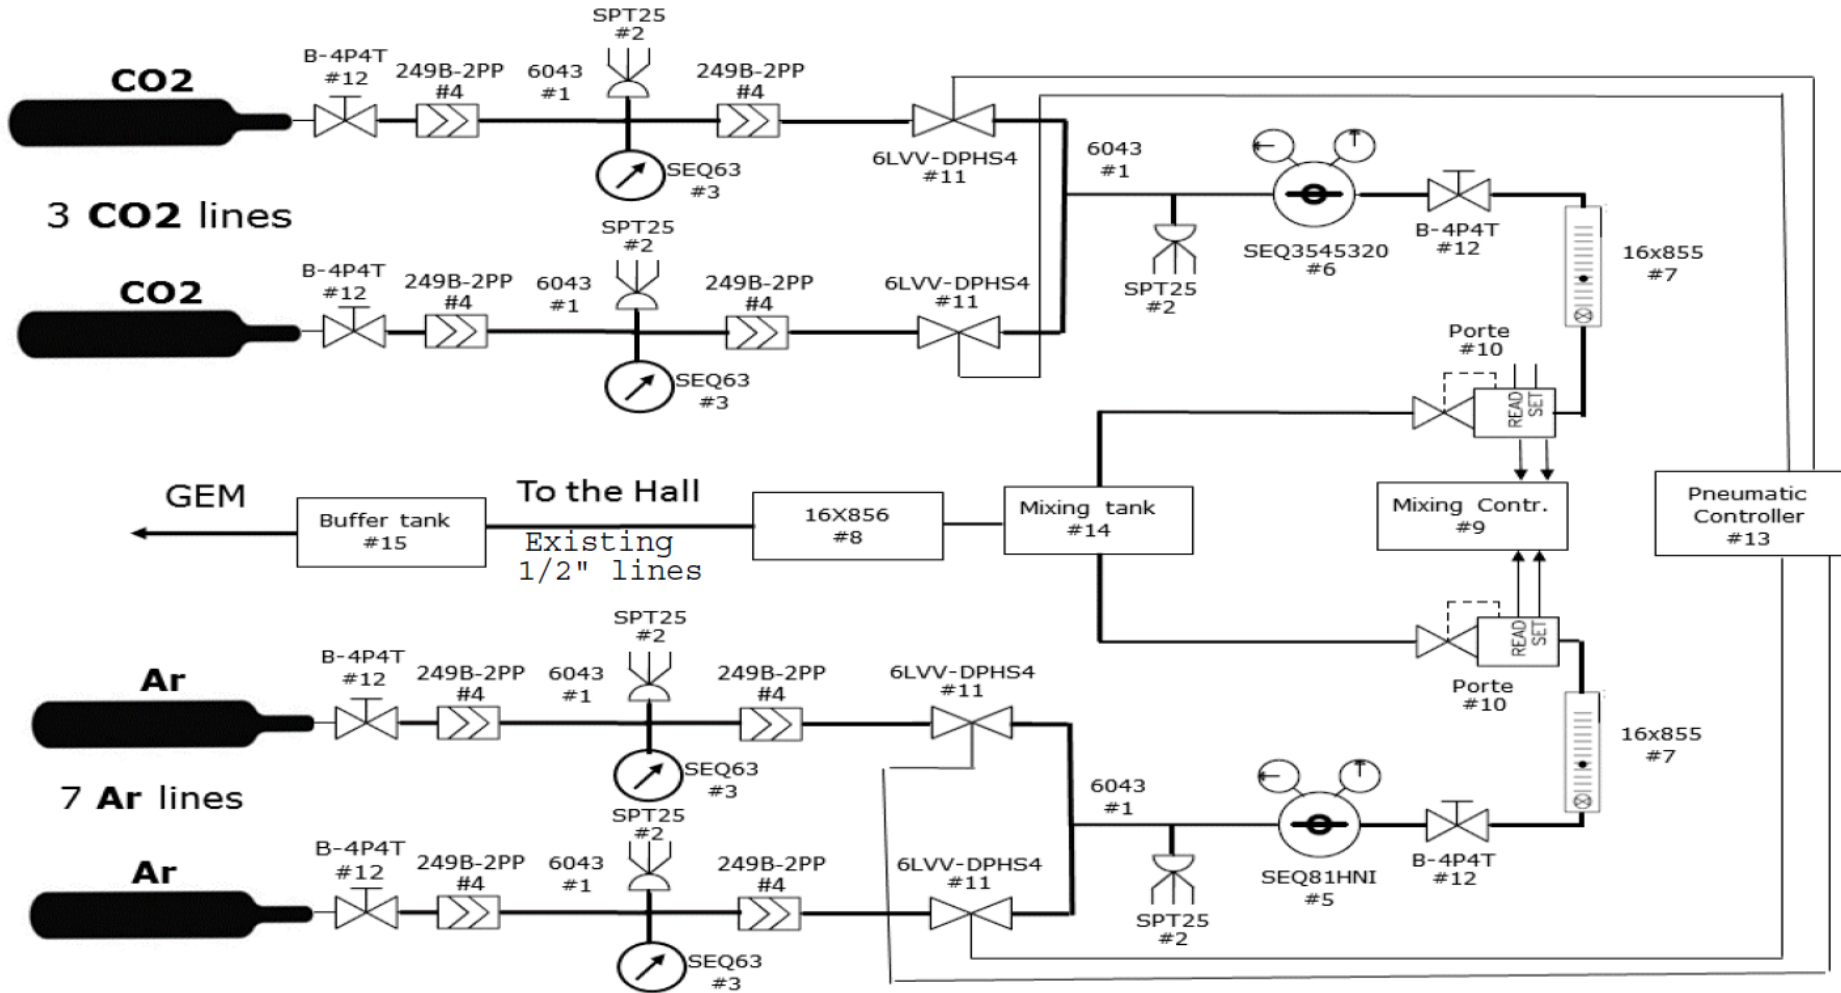 CO2
B-4P4T
#12
249B-2PP
#4
6043
#1
SPT25
#2
249B-2PP
#4
SEQ63
#3
6LVV-DPHS4
#11
3 CO2 lines
CO2
B-4P4T
#12
249B-2PP
#4
6043
#1
SPT25
#2
249B-2PP
#4
SEQ63
#3
6LVV-DPHS4
#11
6043
#1
SPT25
#2
SEQ3545320
#6
B-4P4T
#12
16x855
#7
Porte
#10
READ
SET
GEM
Buffer tank
#15
To the Hall
Existing
1/2" lines
16X856
#8
Mixing tank
#14
Mixing Contr.
#9
Pneumatic
Controller
#13
READ
SET
Porte
#10
Ar
B-4P4T
#12
249B-2PP
#4
6043
#1
SPT25
#2
249B-2PP
#4
SEQ63
#3
6LVV-DPHS4
#11
7 Ar lines
Ar
B-4P4T
#12
249B-2PP
#4
6043
#1
SPT25
#2
249B-2PP
#4
SEQ63
#3
6LVV-DPHS4
#11
6043
#1
SPT25
#2
SEQ81HNI
#5
B-4P4T
#12
16x855
#7